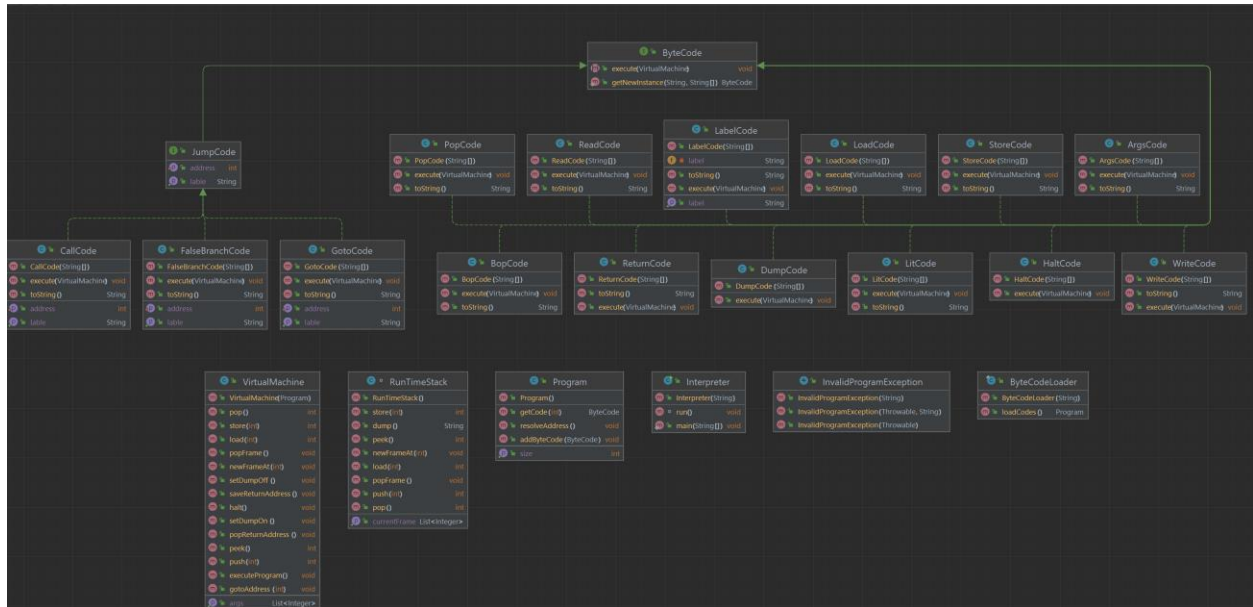 ByteCode
execute(VirtualMachine) void
getNewInstance(String, String[]) ByteCode
JumpCode
address int
lable String
PopCode
PopCode(String[])
execute(VirtualMachine) void
toString() String
ReadCode
ReadCode(String[])
execute(VirtualMachine) void
toString() String
LabelCode
LabelCode(String[])
label String
toString() String
execute(VirtualMachine) void
label String
LoadCode
LoadCode(String[])
execute(VirtualMachine) void
toString() String
StoreCode
StoreCode(String[])
execute(VirtualMachine) void
toString() String
ArgsCode
ArgsCode(String[])
execute(VirtualMachine) void
toString() String
CallCode
CallCode(String[])
execute(VirtualMachine) void
toString() String
address int
lable String
FalseBranchCode
FalseBranchCode(String[])
execute(VirtualMachine) void
toString() String
address int
lable String
GotoCode
GotoCode(String[])
execute(VirtualMachine) void
toString() String
address int
lable String
BopCode
BopCode(String[])
execute(VirtualMachine) void
toString() String
ReturnCode
ReturnCode(String[])
toString() String
execute(VirtualMachine) void
DumpCode
DumpCode(String[])
execute(VirtualMachine) void
LitCode
LitCode(String[])
execute(VirtualMachine) void
toString() String
HaltCode
HaltCode(String[])
execute(VirtualMachine) void
WriteCode
WriteCode(String[])
toString() String
execute(VirtualMachine) void
VirtualMachine
VirtualMachine(Program)
pop() int
store(int) int
load(int) int
popFrame() void
newFrameAt(int) void
setDumpOff() void
saveReturnAddress() void
halt() void
setDumpOn() void
popReturnAddress() void
peek() int
push(int) int
executeProgram() void
gotoAddress(int) void
args List<Integer>
RunTimeStack
RunTimeStack()
store(int) int
dump() String
peek() int
newFrameAt(int) void
load(int) int
popFrame() void
push(int) int
pop() int
currentFrame List<Integer>
Program
Program()
getCode(int) ByteCode
resolveAddress() void
addByteCode(ByteCode) void
size int
Interpreter
Interpreter(String)
run() void
main(String[]) void
InvalidProgramException
InvalidProgramException(String)
InvalidProgramException(Throwable, String)
InvalidProgramException(Throwable)
ByteCodeLoader
ByteCodeLoader(String)
loadCodes() Program